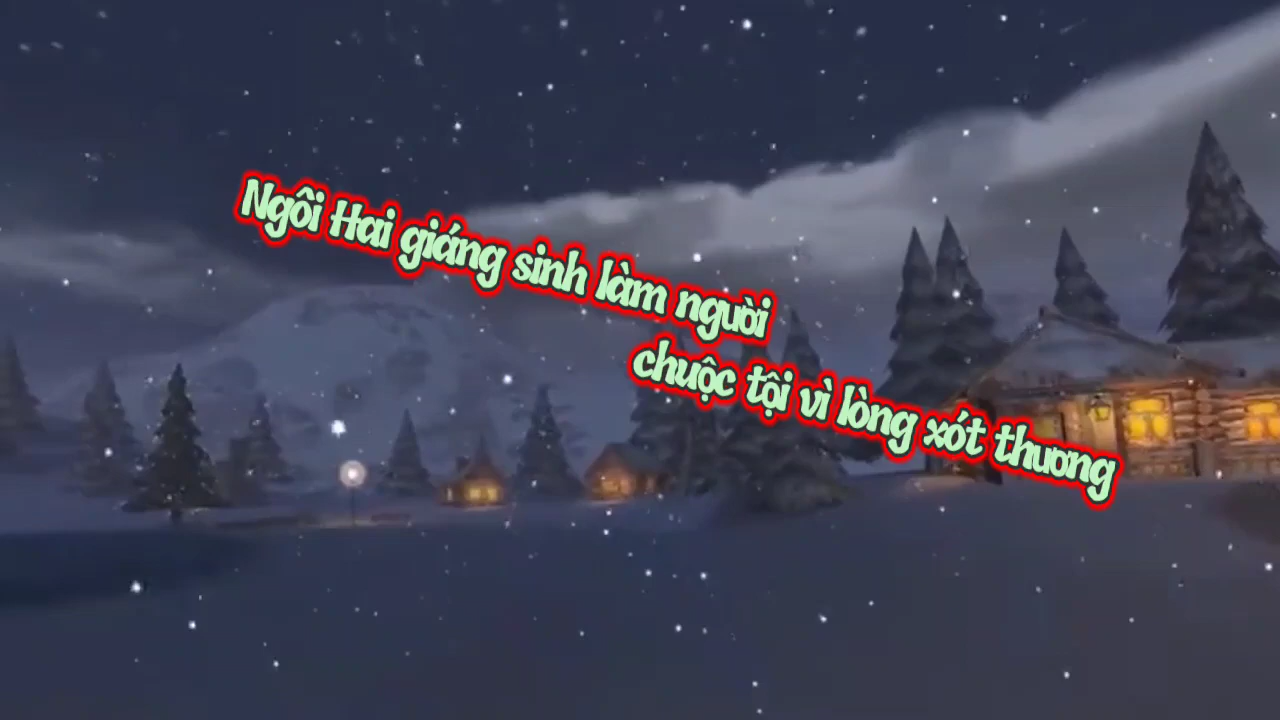 Ngôi Hai giáng sinh làm người
chuộc tội vì lòng xót thương